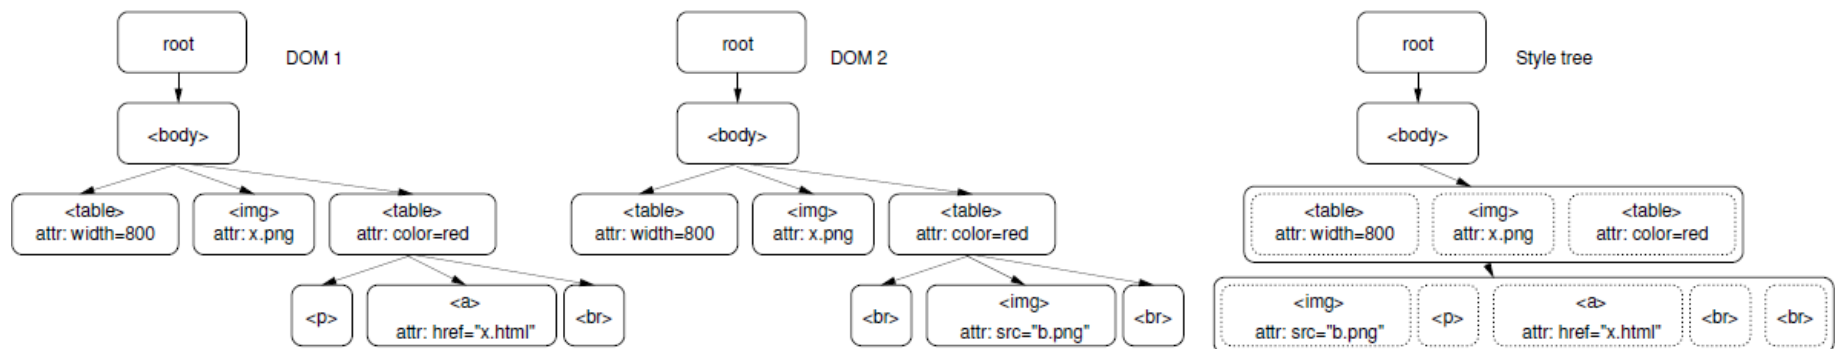 root
DOM 1
<body>
<table>
attr: width=800
<img>
attr: x.png
<table>
attr: color=red
<p>
<a>
attr: href="x.html"
<br>
root
DOM 2
<body>
<table>
attr: width=800
<img>
attr: x.png
<table>
attr: color=red
<br>
<img>
attr: src="b.png"
<br>
root
Style tree
<body>
<table>
attr: width=800
<img>
attr: x.png
<table>
attr: color=red
<img>
attr: src="b.png"
<p>
<a>
attr: href="x.html"
<br>
<br>